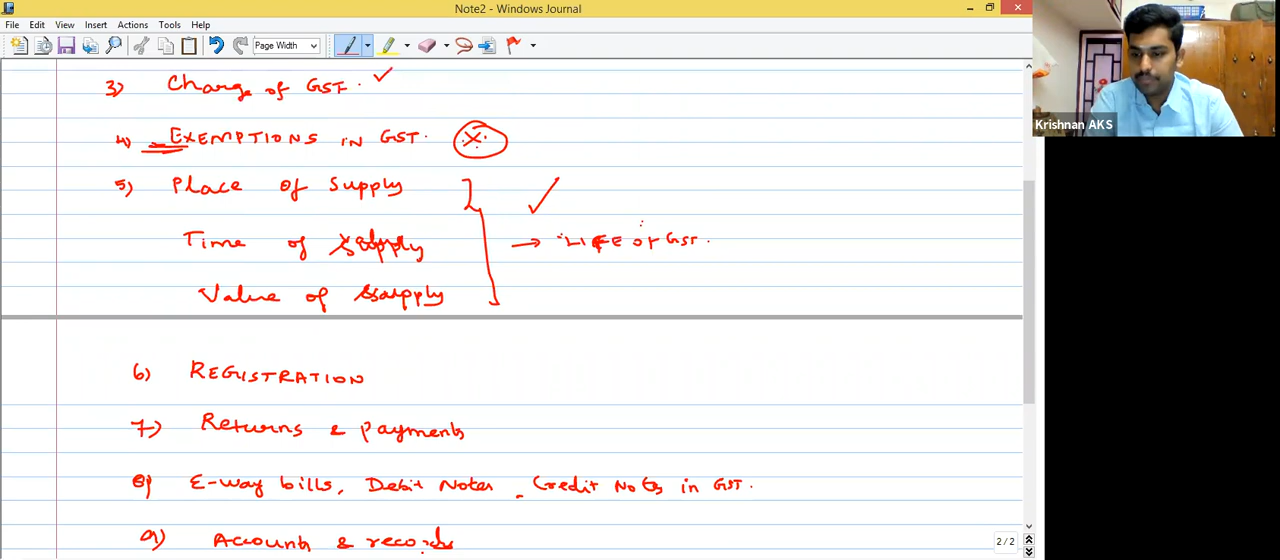 Note2 - Windows Journal
File Edit View Insert Actions Tools Help
Page Width
3) Charge of GST.
4) EXEMPTIONS IN GST.
5) Place of Supply
Time of Supply → "LIFE OF GST.
Value of Supply
6) REGISTRATION
7) Returns & payments
8) E-way bills, Debit Notes, Credit Notes in GST.
9) Accounts & records
2/2
Krishnan AKS